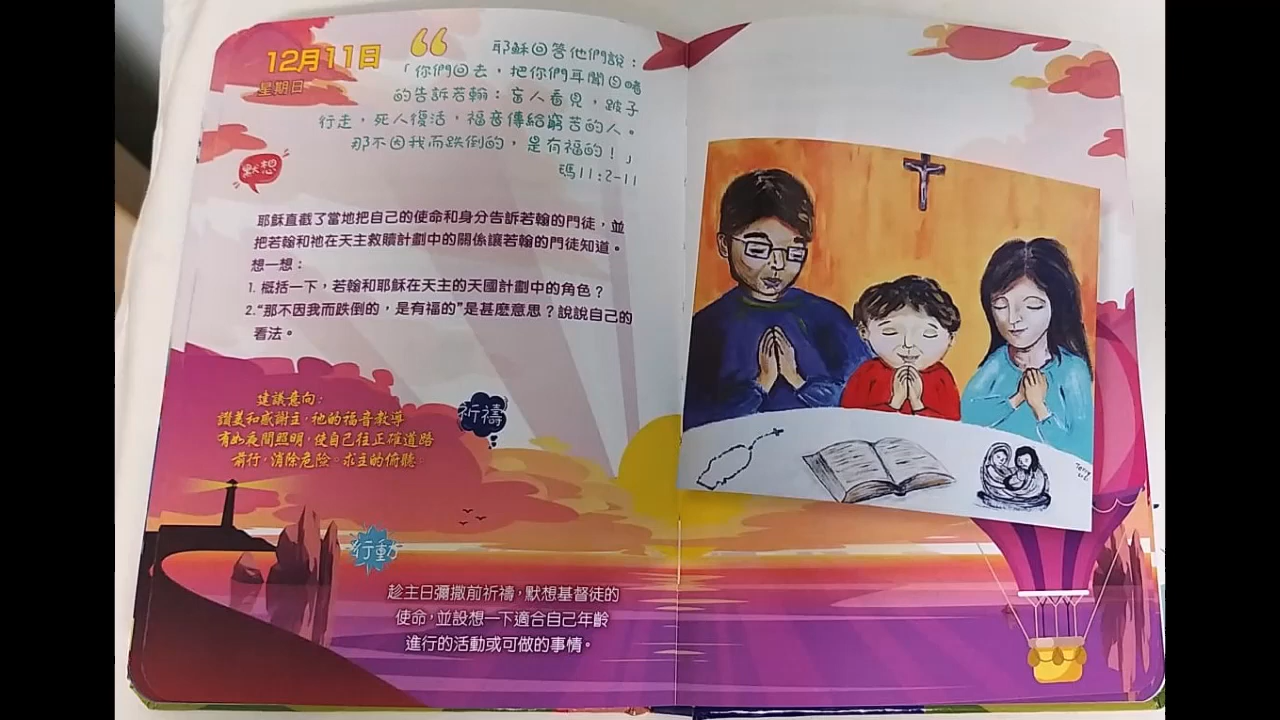 12月11日
星期日
“
耶穌回答他們說：
「你們回去，把你們耳聞目睹
的告訴若翰：盲人看見，跛子
行走，死人復活，福音傳給窮苦的人。
那不因我而跌倒的，是有福的！」
瑪11:2-11
默想
耶穌直截了當地把自己的使命和身分告訴若翰的門徒，並
把若翰和祂在天主救贖計劃中的關係讓若翰的門徒知道。
想一想：
1. 概括一下，若翰和耶穌在天主的天國計劃中的角色？
2.“那不因我而跌倒的，是有福的”是甚麼意思？說說自己的
看法。
祈禱
建議意向：
讚美和感謝主，祂的福音教導
有如夜間照明，使自己往正確道路
前行，消除危險。求主的俯聽。
行動
趁主日彌撒前祈禱，默想基督徒的
使命，並設想一下適合自己年齡
進行的活動或可做的事情。